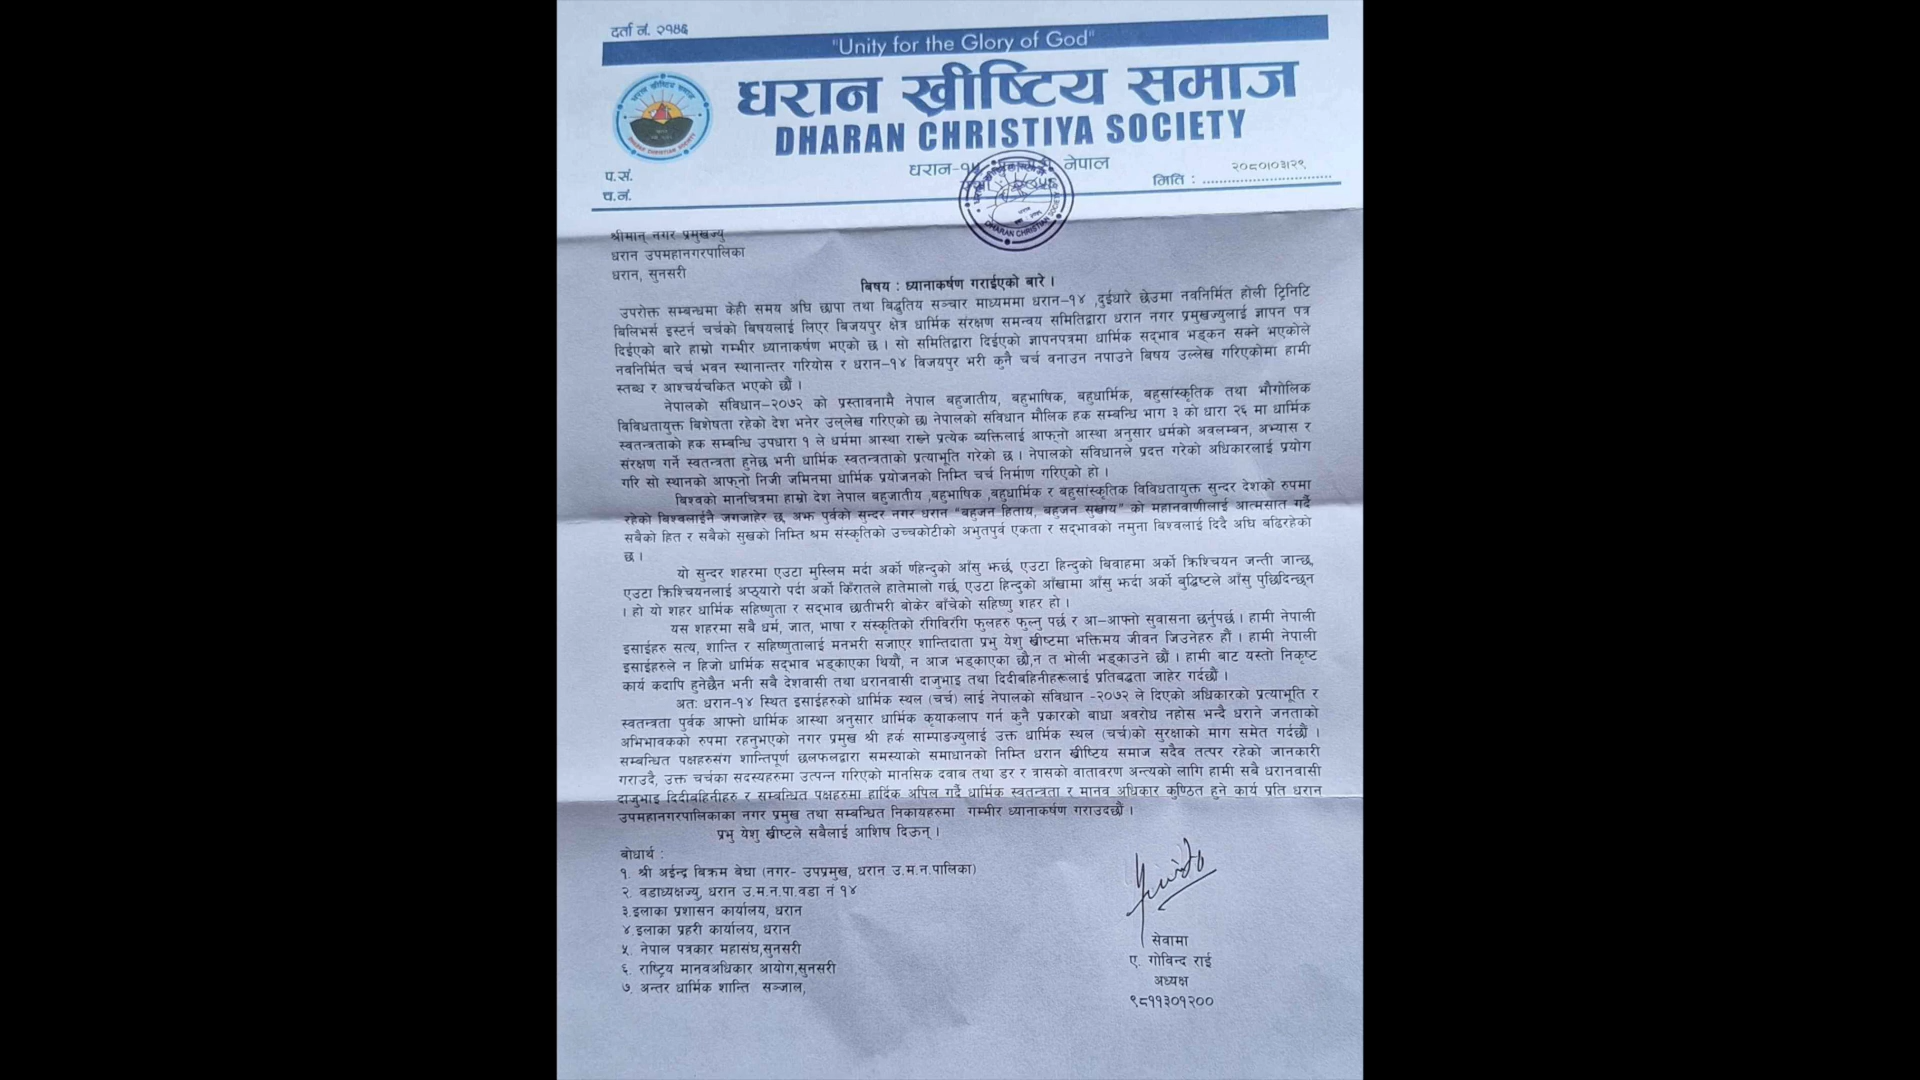 दर्ता नं. २१४६
"Unity for the Glory of God"
धरान ख्रीष्टिय समाज
DHARAN CHRISTIYA SOCIETY
धरान-१४, नेपाल
प.सं.
च.नं.
मिति : २०८०।०३।२९
श्रीमान् नगर प्रमुखज्यु
धरान उपमहानगरपालिका
धरान, सुनसरी
बिषय : ध्यानाकर्षण गराईएको बारे ।
उपरोक्त सम्बन्धमा केही समय अघि छापा तथा बिद्धुतिय सञ्चार माध्यममा धरान–१४ ,दुईधारे छेउमा नवनिर्मित होली ट्रिनिटि
बिलिभर्स इस्टर्न चर्चको बिषयलाई लिएर बिजयपुर क्षेत्र धार्मिक संरक्षण समन्वय समितिद्वारा धरान नगर प्रमुखज्युलाई ज्ञापन पत्र
दिईएको बारे हाम्रो गम्भीर ध्यानाकर्षण भएको छ । सो समितिद्वारा दिईएको ज्ञापनपत्रमा धार्मिक सद्भाव भड्कन सक्ने भएकोले
नवनिर्मित चर्च भवन स्थानान्तर गरियोस र धरान–१४ विजयपुर भरी कुनै चर्च वनाउन नपाउने बिषय उल्लेख गरिएकोमा हामी
स्तब्ध र आश्चर्यचकित भएको छौं ।
नेपालको संविधान–२०७२ को प्रस्तावनामै नेपाल बहुजातीय, बहुभाषिक, बहुधार्मिक, बहुसांस्कृतिक तथा भौगोलिक
विविधतायुक्त बिशेषता रहेको देश भनेर उल्लेख गरिएको छ। नेपालको संविधान मौलिक हक सम्बन्धि भाग ३ को धारा २६ मा धार्मिक
स्वतन्त्रताको हक सम्बन्धि उपधारा १ ले धर्ममा आस्था राख्ने प्रत्येक ब्यक्तिलाई आफ्नो आस्था अनुसार धर्मको अवलम्बन, अभ्यास र
संरक्षण गर्ने स्वतन्त्रता हुनेछ भनी धार्मिक स्वतन्त्रताको प्रत्याभूति गरेको छ । नेपालको संविधानले प्रदत्त गरेको अधिकारलाई प्रयोग
गरि सो स्थानको आफ्नो निजी जमिनमा धार्मिक प्रयोजनको निम्ति चर्च निर्माण गरिएको हो ।
बिश्वको मानचित्रमा हाम्रो देश नेपाल बहुजातीय ,बहुभाषिक ,बहुधार्मिक र बहुसांस्कृतिक विविधतायुक्त सुन्दर देशको रुपमा
रहेको बिश्वलाईनै जगजाहेर छ, अझ पुर्वको सुन्दर नगर धरान "बहुजन हिताय, बहुजन सुखाय" को महानवाणीलाई आत्मसात गर्दै
सबैको हित र सबैको सुखको निम्ति श्रम संस्कृतिको उच्चकोटीको अभुतपुर्व एकता र सद्भावको नमुना बिश्वलाई दिदै अघि बढिरहेको
छ ।
यो सुन्दर शहरमा एउटा मुस्लिम मर्दा अर्को हिन्दुको आँसु झर्छ, एउटा हिन्दुको बिवाहमा अर्को क्रिश्चियन जन्ती जान्छ,
एउटा क्रिश्चियनलाई अप्ठ्यारो पर्दा अर्को किराँतले हातेमालो गर्छ, एउटा हिन्दुको आँखामा आँसु झर्दा अर्को बुद्धिष्टले आँसु पुछिदिन्छन
। हो यो शहर धार्मिक सहिष्णुता र सद्भाव छातीभरी बोकेर बाँचेको सहिष्णु शहर हो ।
यस शहरमा सबै धर्म, जात, भाषा र संस्कृतिको रंगिविरंगि फुलहरु फुल्नु पर्छ र आ–आफ्नो सुवासना छर्नुपर्छ । हामी नेपाली
इसाईहरु सत्य, शान्ति र सहिष्णुतालाई मनभरी सजाएर शान्तिदाता प्रभु येशु ख्रीष्टमा भक्तिमय जीवन जिउनेहरु हौं । हामी नेपाली
इसाईहरुले न हिजो धार्मिक सद्भाव भड्काएका थियौं, न आज भड्काएका छौं,न त भोली भड्काउने छौं । हामी बाट यस्तो निकृष्ट
कार्य कदापि हुनेछैन भनी सबै देशवासी तथा धरानवासी दाजुभाइ तथा दिदीबहिनीहरूलाई प्रतिबद्धता जाहेर गर्दछौं ।
अतः धरान-१४ स्थित इसाईहरुको धार्मिक स्थल (चर्च) लाई नेपालको संविधान -२०७२ ले दिएको अधिकारको प्रत्याभूति र
स्वतन्त्रता पुर्वक आफ्नो धार्मिक आस्था अनुसार धार्मिक कृयाकलाप गर्न कुनै प्रकारको बाधा अवरोध नहोस भन्दै धराने जनताको
अभिभावकको रुपमा रहनुभएको नगर प्रमुख श्री हर्क साम्पाङज्युलाई उक्त धार्मिक स्थल (चर्च)को सुरक्षाको माग समेत गर्दछौं ।
सम्बन्धित पक्षहरुसंग शान्तिपूर्ण छलफलद्वारा समस्याको समाधानको निम्ति धरान ख्रीष्टिय समाज सदैव तत्पर रहेको जानकारी
गराउदै, उक्त चर्चका सदस्यहरुमा उत्पन्न गरिएको मानसिक दवाब तथा डर र त्रासको वातावरण अन्त्यको लागि हामी सबै धरानवासी
दाजुभाइ दिदीबहिनीहरु र सम्बन्धित पक्षहरुमा हार्दिक अपिल गर्दै धार्मिक स्वतन्त्रता र मानव अधिकार कुण्ठित हुने कार्य प्रति धरान
उपमहानगरपालिकाका नगर प्रमुख तथा सम्बन्धित निकायहरुमा गम्भीर ध्यानाकर्षण गराउदछौं ।
प्रभु येशु ख्रीष्टले सबैलाई आशिष दिऊन् ।
बोधार्थ :
१. श्री अईन्द्र बिक्रम बेघा (नगर- उपप्रमुख, धरान उ.म.न.पालिका)
२. वडाध्यक्षज्यु, धरान उ.म.न.पा.वडा नं १४
३.इलाका प्रशासन कार्यालय, धरान
४.इलाका प्रहरी कार्यालय, धरान
५. नेपाल पत्रकार महासंघ,सुनसरी
६. राष्ट्रिय मानवअधिकार आयोग,सुनसरी
७. अन्तर धार्मिक शान्ति सञ्जाल,
सेवामा
ए. गोविन्द राई
अध्यक्ष
९८११३०१२००